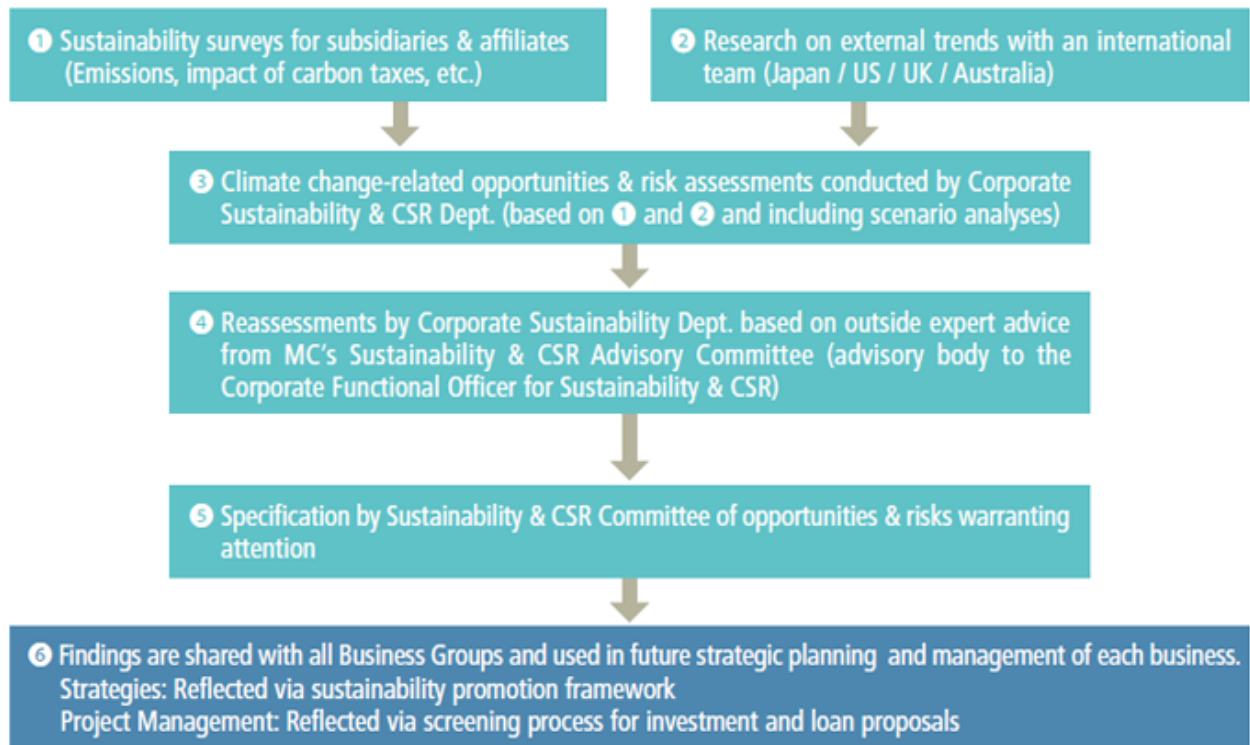 ❶ Sustainability surveys for subsidiaries & affiliates
(Emissions, impact of carbon taxes, etc.)
❷ Research on external trends with an international
team (Japan / US / UK / Australia)
❸ Climate change-related opportunities & risk assessments conducted by Corporate
Sustainability & CSR Dept. (based on ❶ and ❷ and including scenario analyses)
❹ Reassessments by Corporate Sustainability Dept. based on outside expert advice
from MC's Sustainability & CSR Advisory Committee (advisory body to the
Corporate Functional Officer for Sustainability & CSR)
❺ Specification by Sustainability & CSR Committee of opportunities & risks warranting
attention
❻ Findings are shared with all Business Groups and used in future strategic planning and management of each business.
Strategies: Reflected via sustainability promotion framework
Project Management: Reflected via screening process for investment and loan proposals